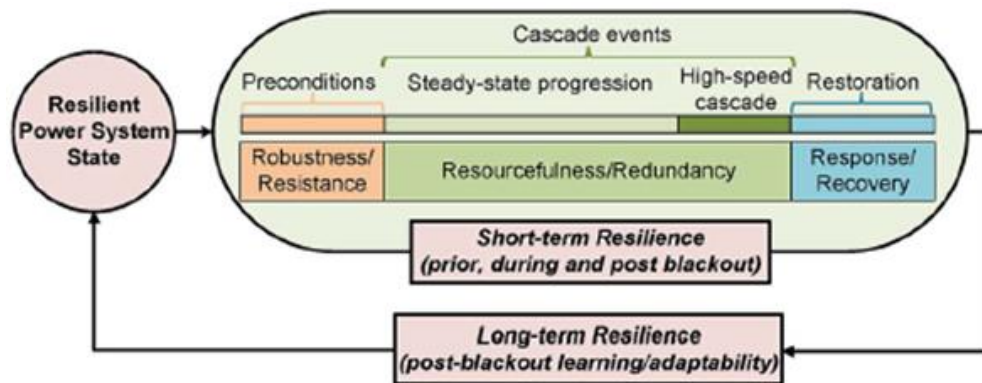 Cascade events
Preconditions
Steady-state progression
High-speed
cascade
Restoration
Resilient
Power System
State
Robustness/
Resistance
Resourcefulness/Redundancy
Response/
Recovery
Short-term Resilience
(prior, during and post blackout)
Long-term Resilience
(post-blackout learning/adaptability)